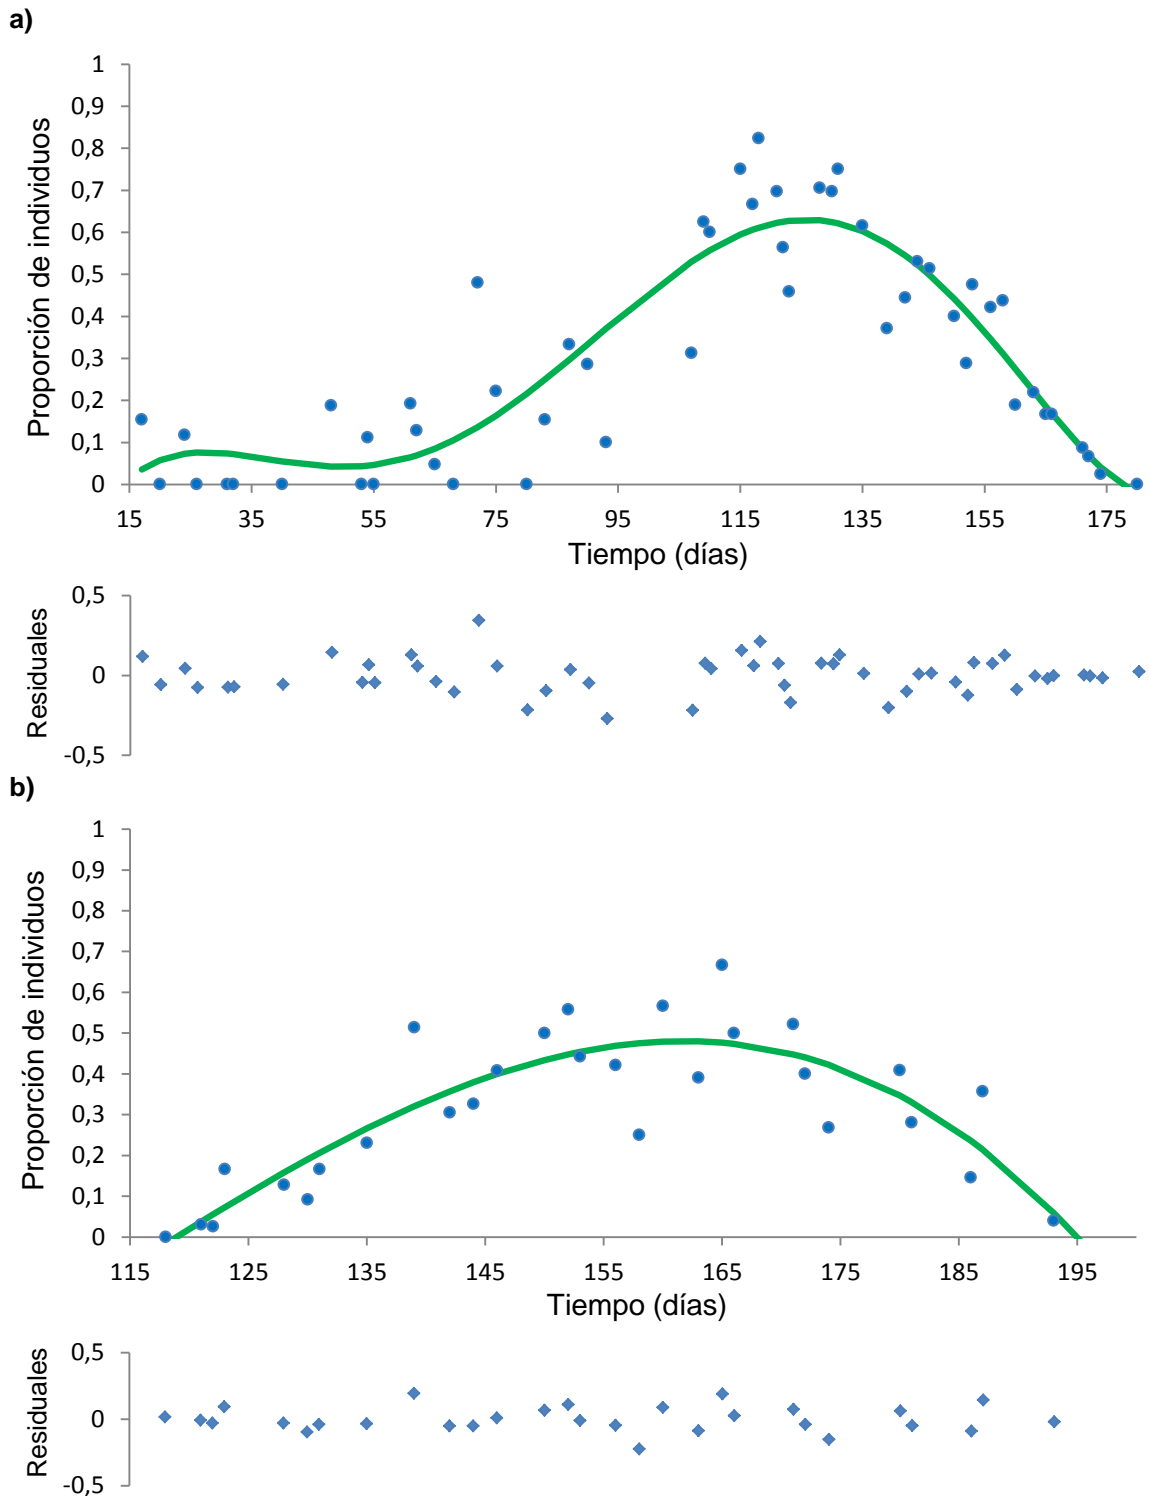 a)
1
0,9
0,8
0,7
0,6
0,5
0,4
0,3
0,2
0,1
0
Proporción de individuos
15 35 55 75 95 115 135 155 175
Tiempo (días)
0,5
0
-0,5
Residuales
b)
1
0,9
0,8
0,7
0,6
0,5
0,4
0,3
0,2
0,1
0
Proporción de individuos
115 125 135 145 155 165 175 185 195
Tiempo (días)
0,5
0
-0,5
Residuales